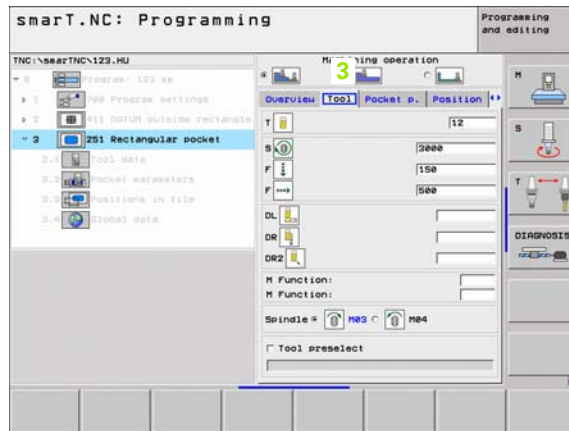 smarT.NC: Programming
Programming
and editing
TNC:\smarTNC\123.HU
0 Program: 123 mm
1 700 Program settings
2 411 DATUM outside rectangle
3 251 Rectangular pocket
3.1 Tool data
3.2 Pocket parameters
3.3 Positions in file
3.4 Global data
Machining operation
3
Overview Tool Pocket p. Position
T 12
S 3000
F 150
F 500
DL
DR
DR2
M Function:
M Function:
Spindle M03 M04
Tool preselect
M
S
T
DIAGNOSIS